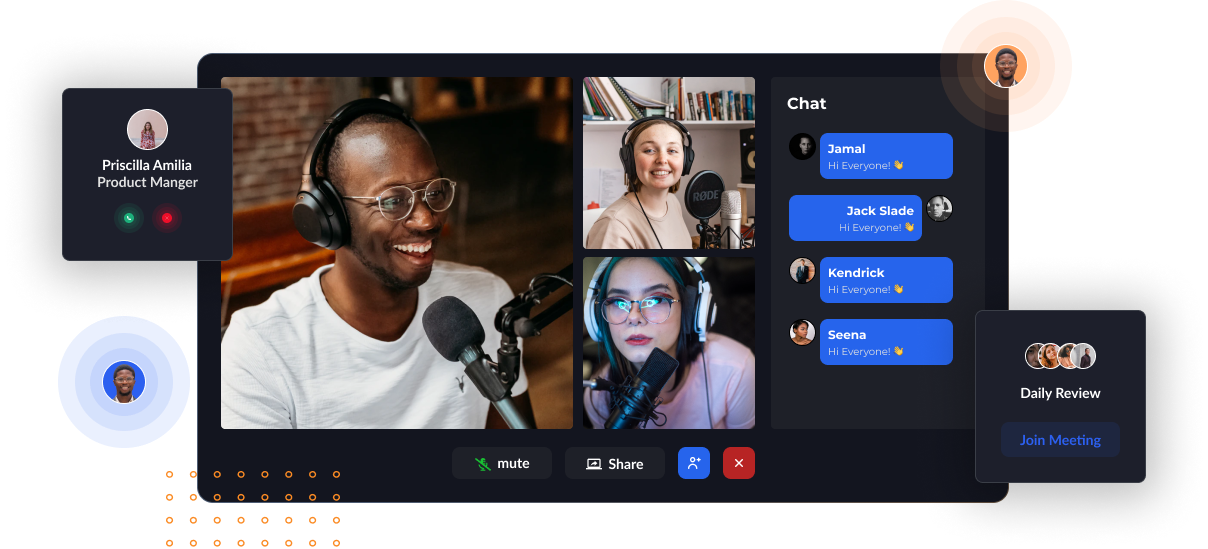 Priscilla Amilia
Product Manger
RØDE
Chat
Jamal
Hi Everyone! 👋
Jack Slade
Hi Everyone! 👋
Kendrick
Hi Everyone! 👋
Seena
Hi Everyone! 👋
Daily Review
Join Meeting
mute
Share